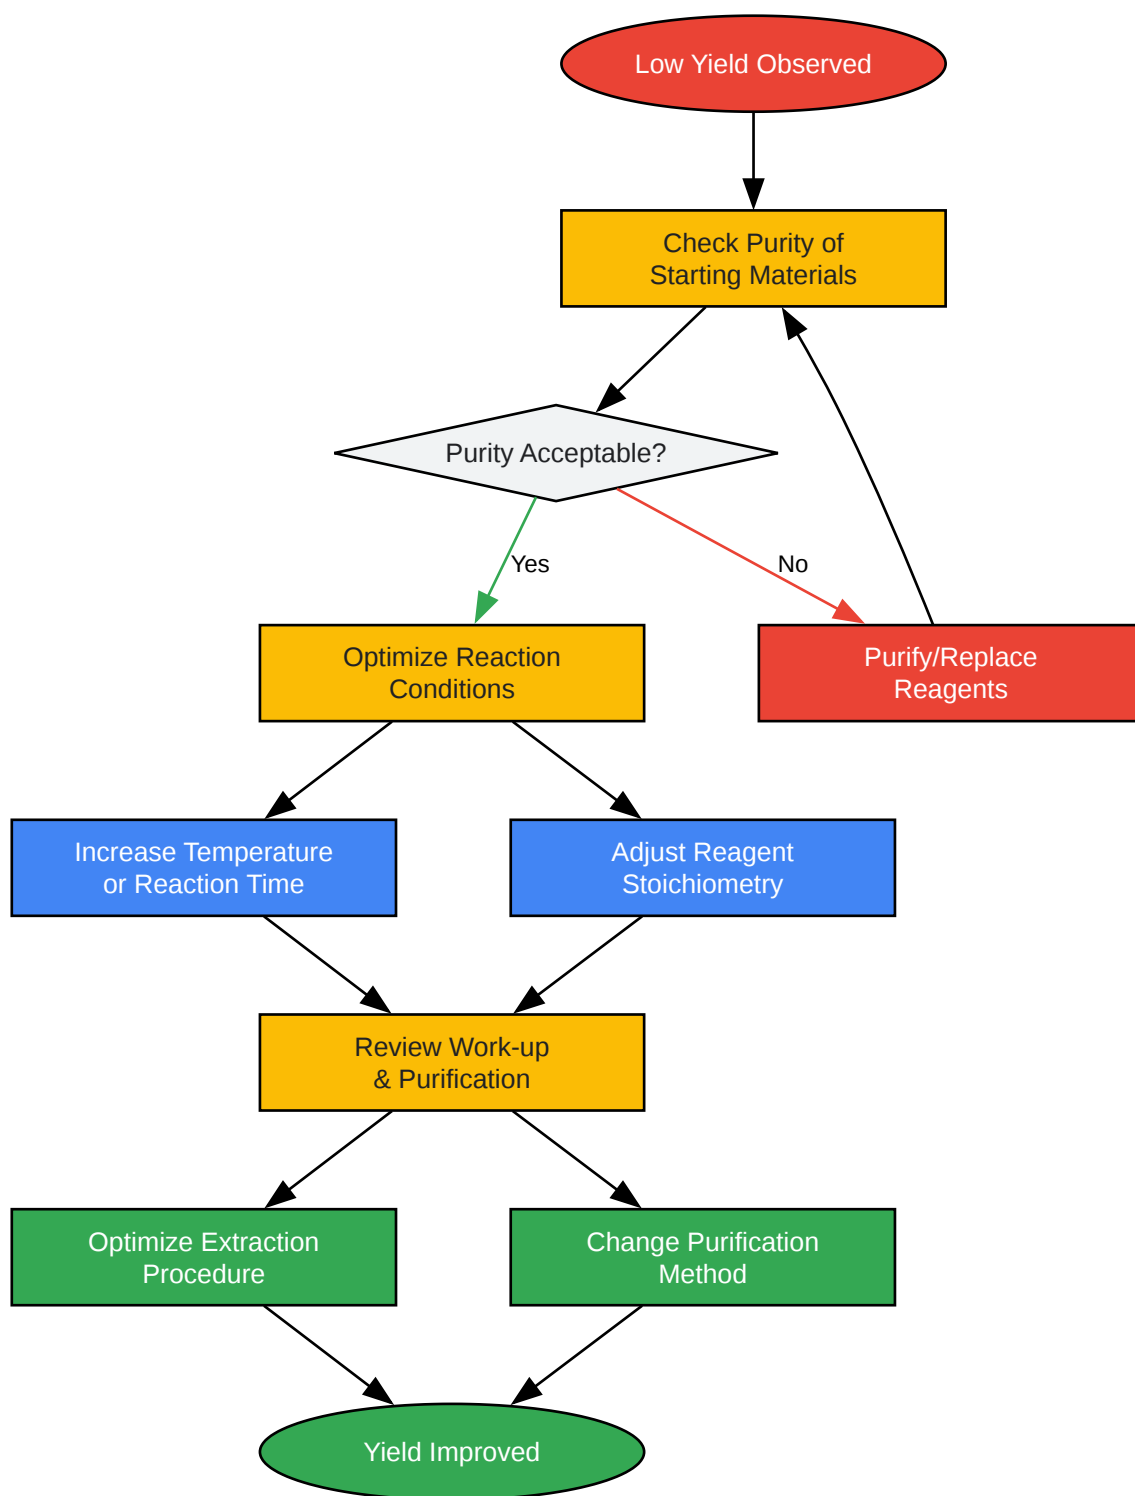 Low Yield Observed
Check Purity of
Starting Materials
Purity Acceptable?
Yes
No
Optimize Reaction
Conditions
Purify/Replace
Reagents
Increase Temperature
or Reaction Time
Adjust Reagent
Stoichiometry
Review Work-up
& Purification
Optimize Extraction
Procedure
Change Purification
Method
Yield Improved